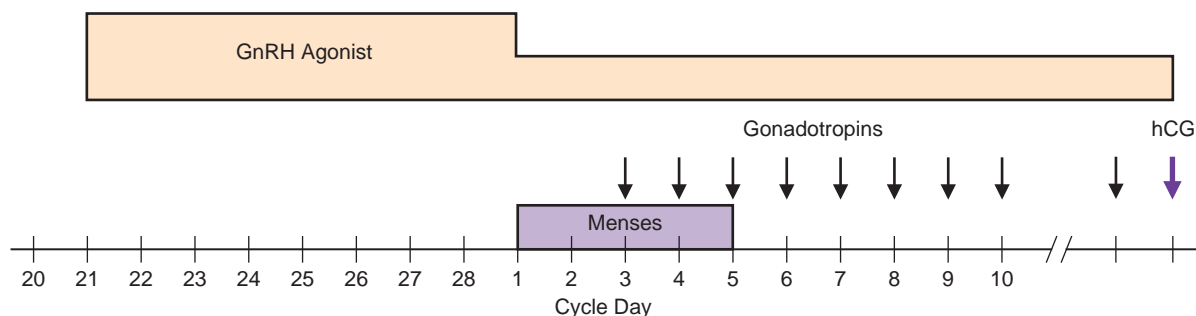 GnRH Agonist
Gonadotropins hCG
Menses
20 21 22 23 24 25 26 27 28 1 2 3 4 5 6 7 8 9 10
Cycle Day